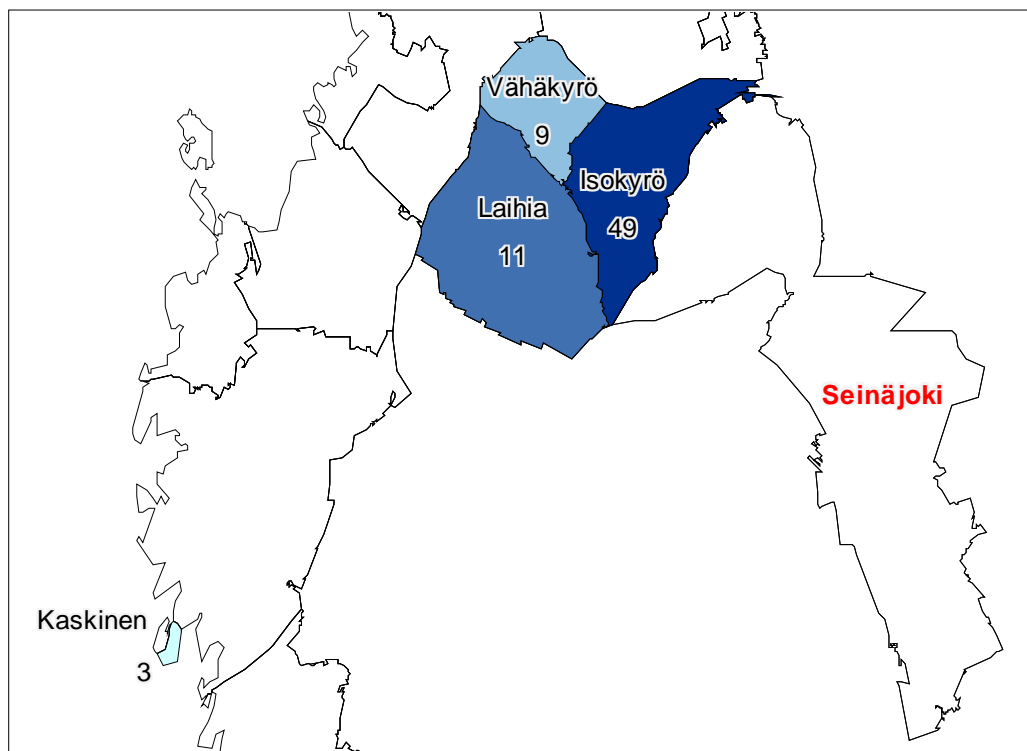 Vähäkyrö
9
Isokyrö
49
Laihia
11
Seinäjoki
Kaskinen
3